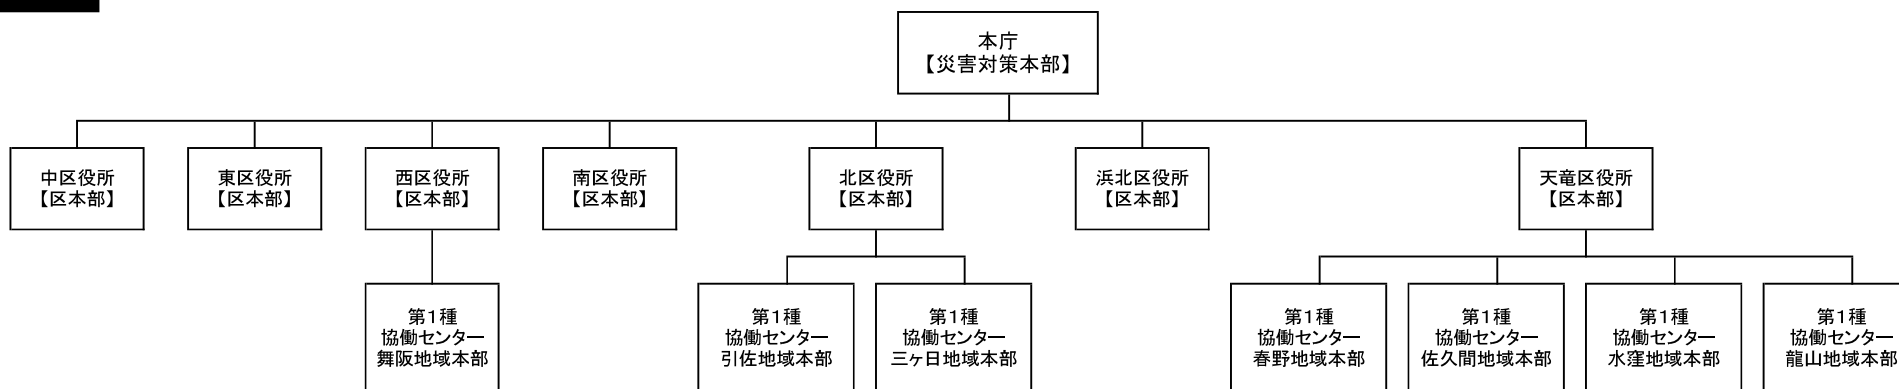 本庁
【災害対策本部】
中区役所
【区本部】
東区役所
【区本部】
西区役所
【区本部】
南区役所
【区本部】
北区役所
【区本部】
浜北区役所
【区本部】
天竜区役所
【区本部】
第1種
協働センター
舞阪地域本部
第1種
協働センター
引佐地域本部
第1種
協働センター
三ヶ日地域本部
第1種
協働センター
春野地域本部
第1種
協働センター
佐久間地域本部
第1種
協働センター
水窪地域本部
第1種
協働センター
龍山地域本部